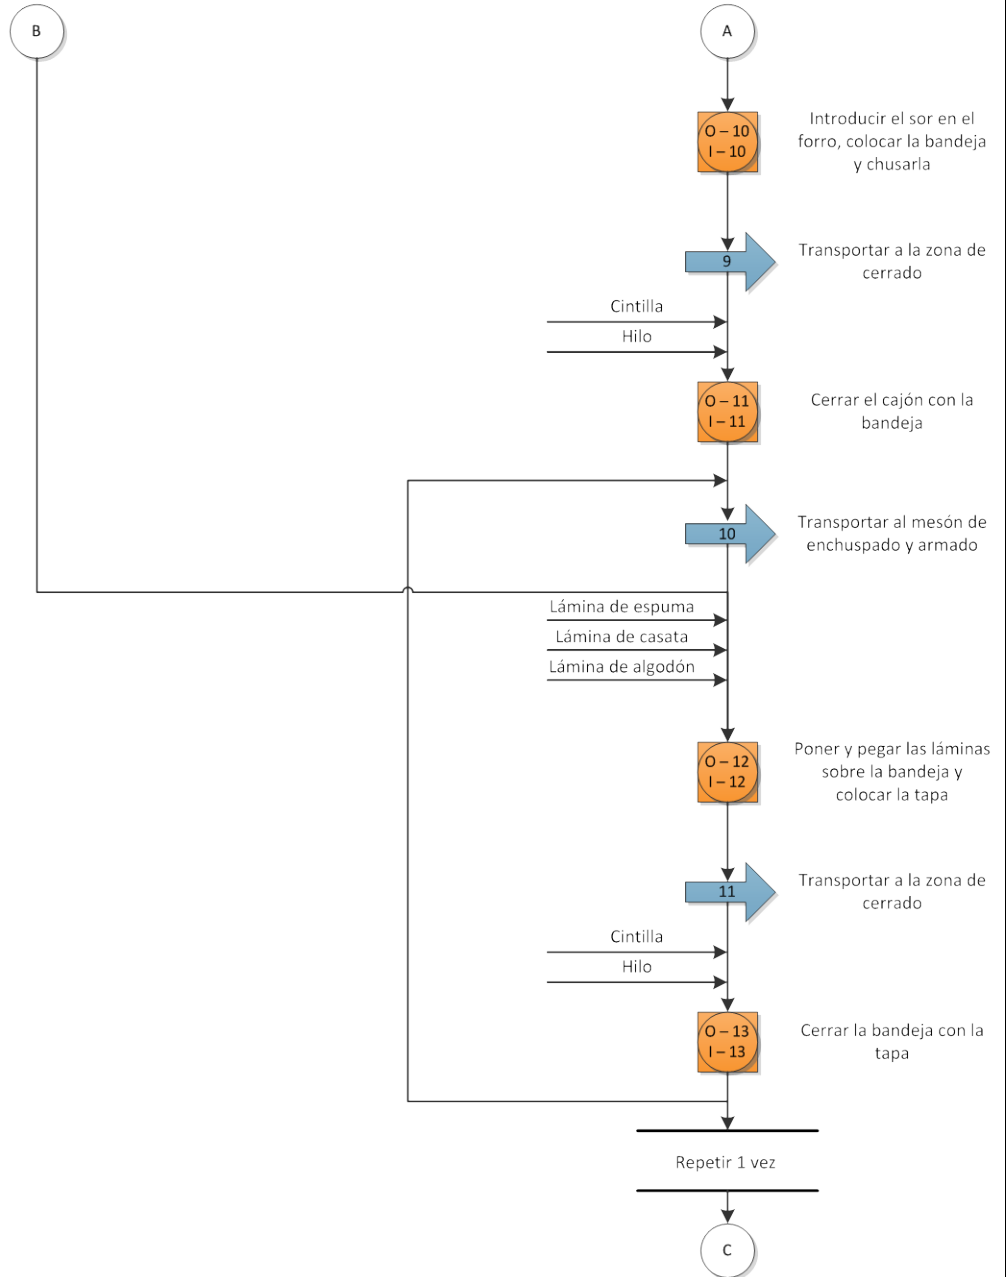 B
A
O – 10
I – 10
Introducir el sor en el
forro, colocar la bandeja
y chusarla
9
Transportar a la zona de
cerrado
Cintilla
Hilo
O – 11
I – 11
Cerrar el cajón con la
bandeja
10
Transportar al mesón de
enchuspado y armado
Lámina de espuma
Lámina de casata
Lámina de algodón
O – 12
I – 12
Poner y pegar las láminas
sobre la bandeja y
colocar la tapa
11
Transportar a la zona de
cerrado
Cintilla
Hilo
O – 13
I – 13
Cerrar la bandeja con la
tapa
Repetir 1 vez
C